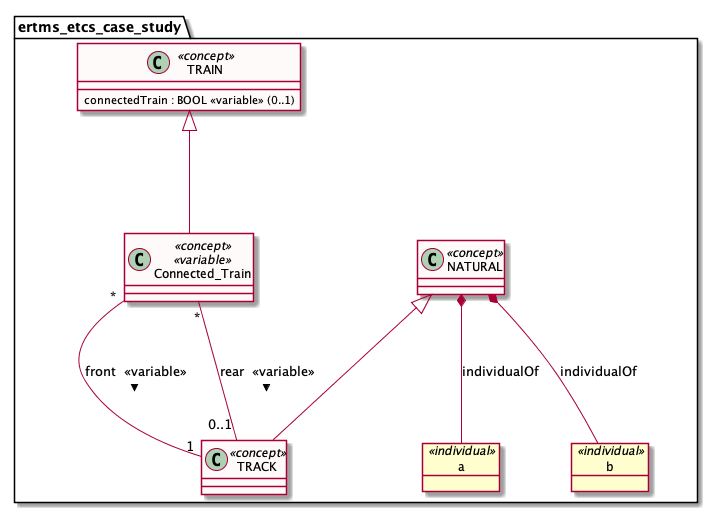 ertms_etcs_case_study
C
«concept»
TRAIN
connectedTrain : BOOL «variable» (0..1)
C
«concept»
«variable»
Connected_Train
C
«concept»
NATURAL
*
*
front «variable»
▼
rear «variable»
▼
individualOf
individualOf
0..1
1
C
«concept»
TRACK
«individual»
a
«individual»
b